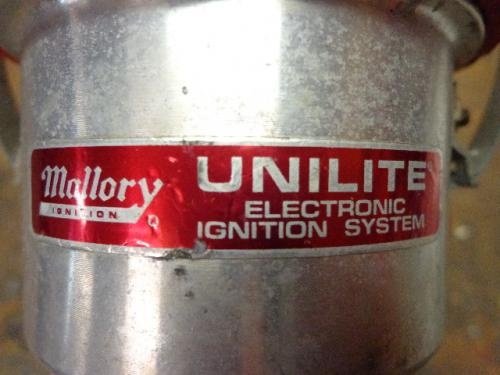 Mallory
IGNITION
UNILITE
ELECTRONIC
IGNITION SYSTEM